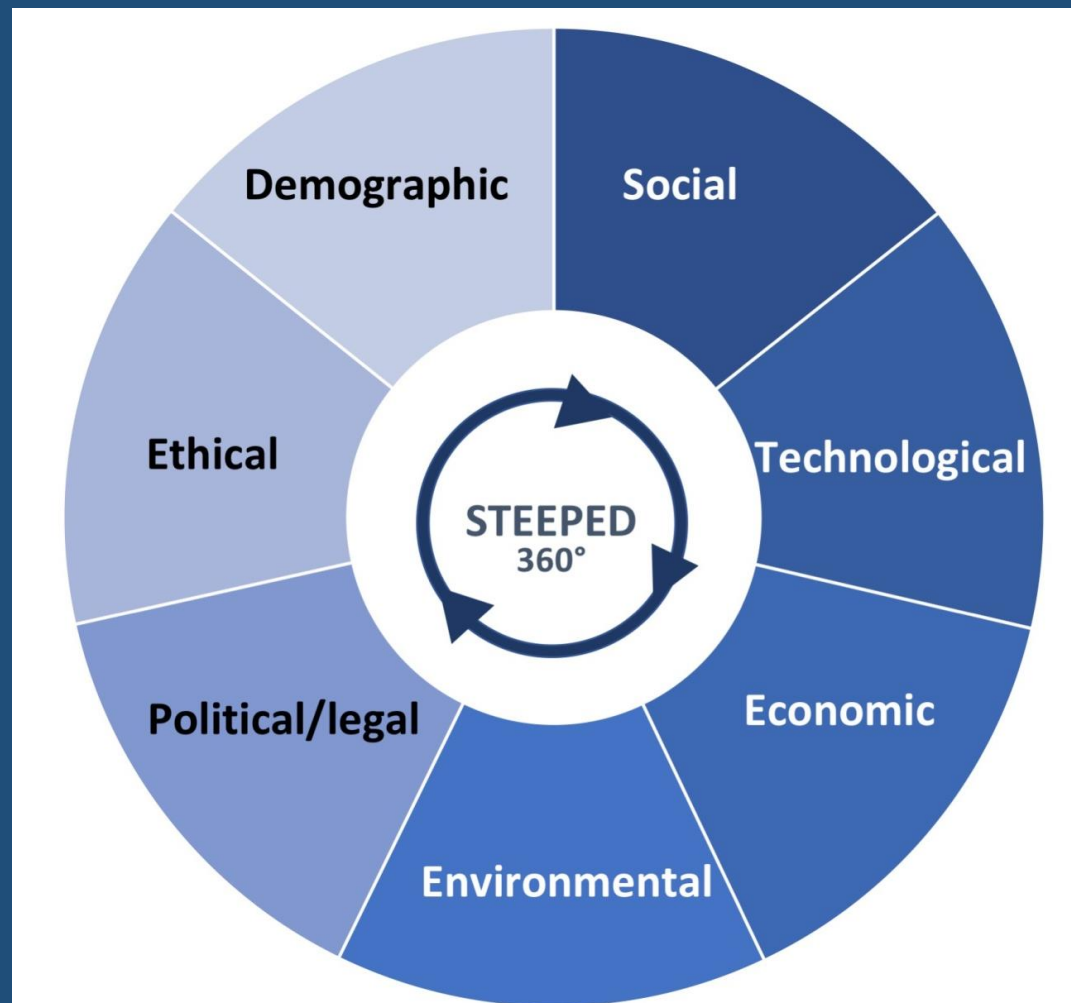 Demographic
Social
Ethical
Technological
STEEPED
360°
Political/legal
Economic
Environmental